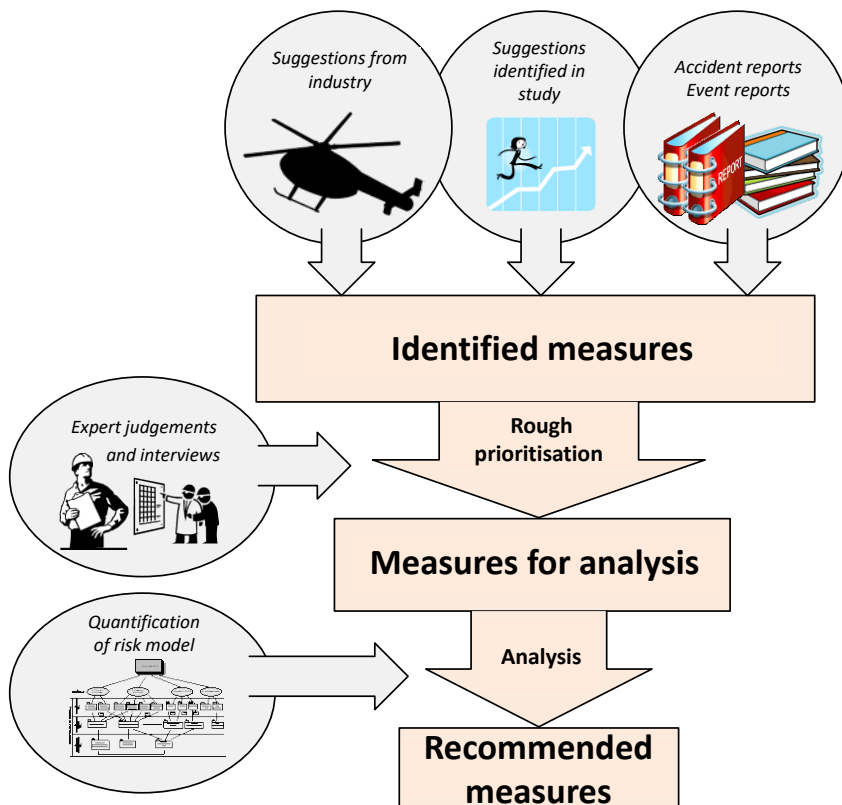 Suggestions from
industry
Suggestions
identified in
study
Accident reports
Event reports
REPORT
Identified measures
Rough
prioritisation
Expert judgements
and interviews
Measures for analysis
Quantification
of risk model
Analysis
Recommended
measures